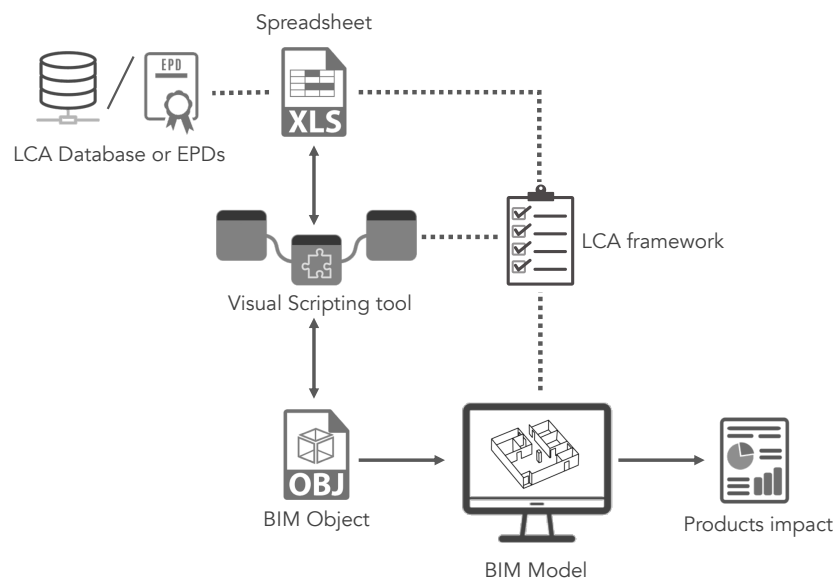 Spreadsheet
EPD
XLS
LCA Database or EPDs
LCA framework
Visual Scripting tool
OBJ
BIM Object
Products impact
BIM Model